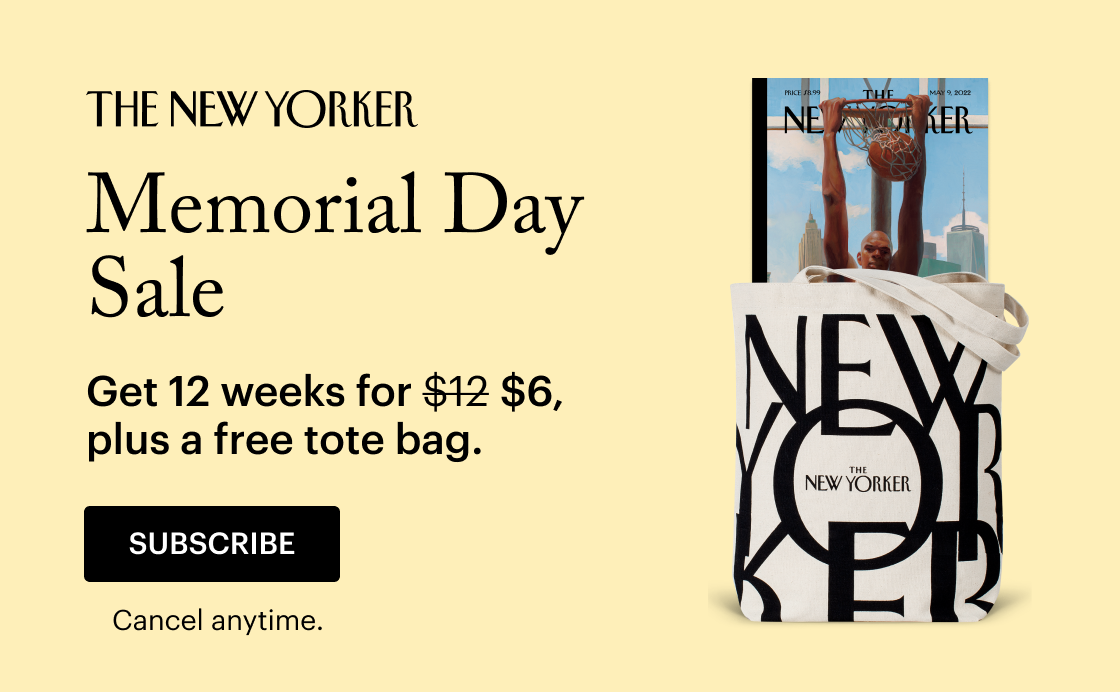 THE NEW YORKER
Memorial Day
Sale
Get 12 weeks for $12 $6,
plus a free tote bag.
SUBSCRIBE
Cancel anytime.
PRICE $8.99
THE
MAY 9, 2022
NEW YORKER
NEW
YOR
THE
NEW YORKER
KER